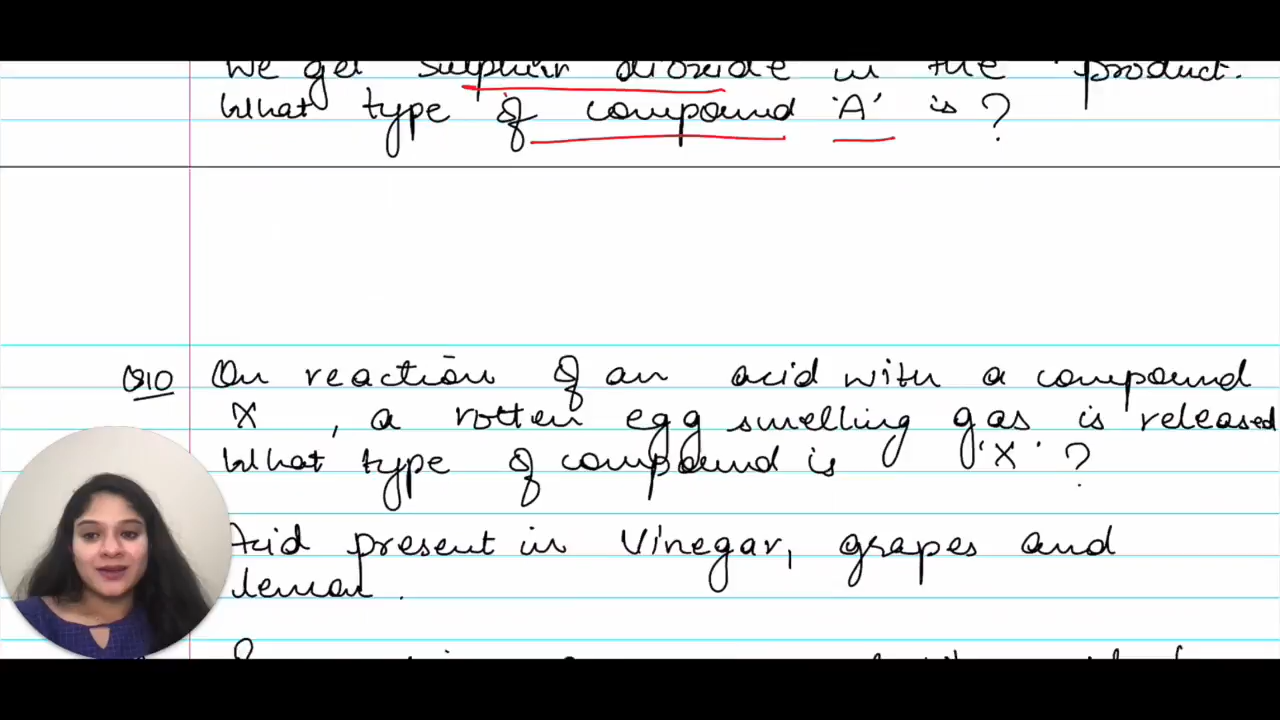 We get sulphur dioxide in the product.
What type of compound 'A' is?
Q10 On reaction of an acid with a compound
X , a rotten egg smelling gas is released
What type of compound is 'X' ?
Acid present in Vinegar, grapes and
lemon.